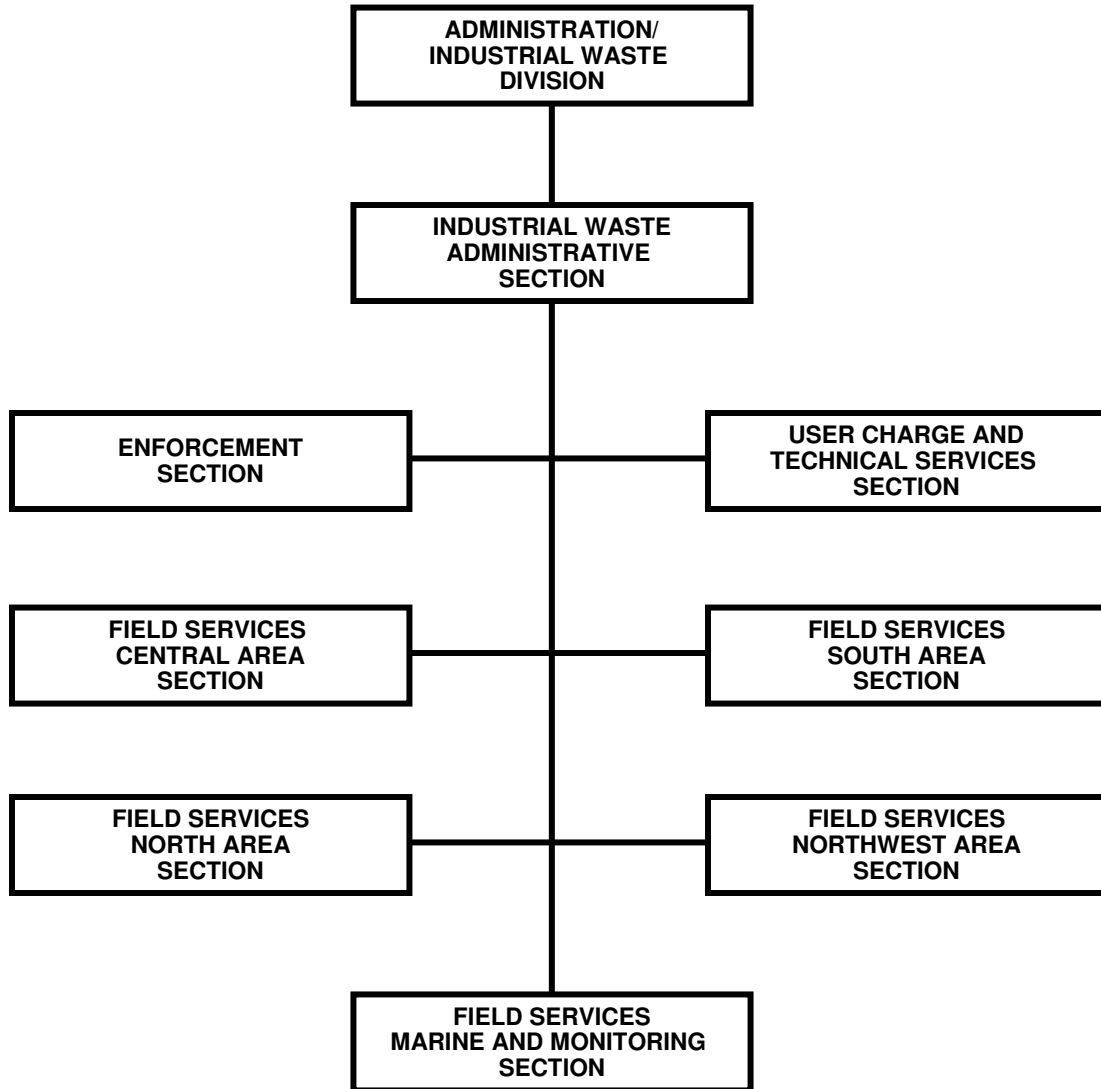 ADMINISTRATION/
INDUSTRIAL WASTE
DIVISION
INDUSTRIAL WASTE
ADMINISTRATIVE
SECTION
ENFORCEMENT
SECTION
USER CHARGE AND
TECHNICAL SERVICES
SECTION
FIELD SERVICES
CENTRAL AREA
SECTION
FIELD SERVICES
SOUTH AREA
SECTION
FIELD SERVICES
NORTH AREA
SECTION
FIELD SERVICES
NORTHWEST AREA
SECTION
FIELD SERVICES
MARINE AND MONITORING
SECTION